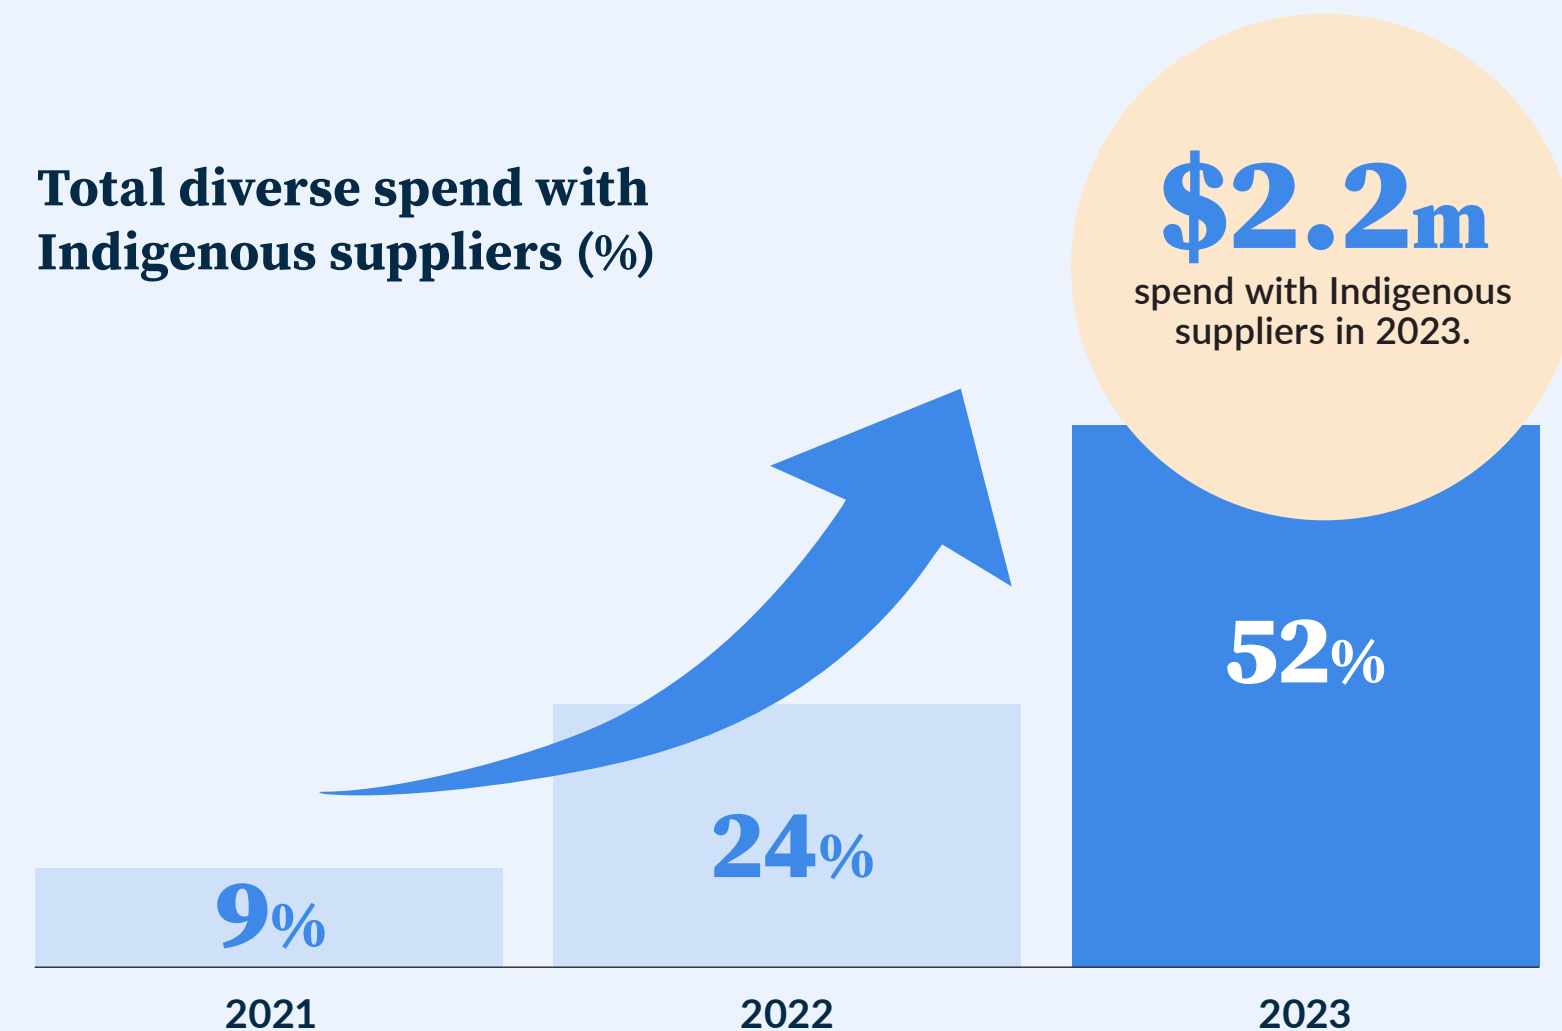 Total diverse spend with
Indigenous suppliers (%)
$2.2m
spend with Indigenous
suppliers in 2023.
52%
24%
9%
2021
2022
2023